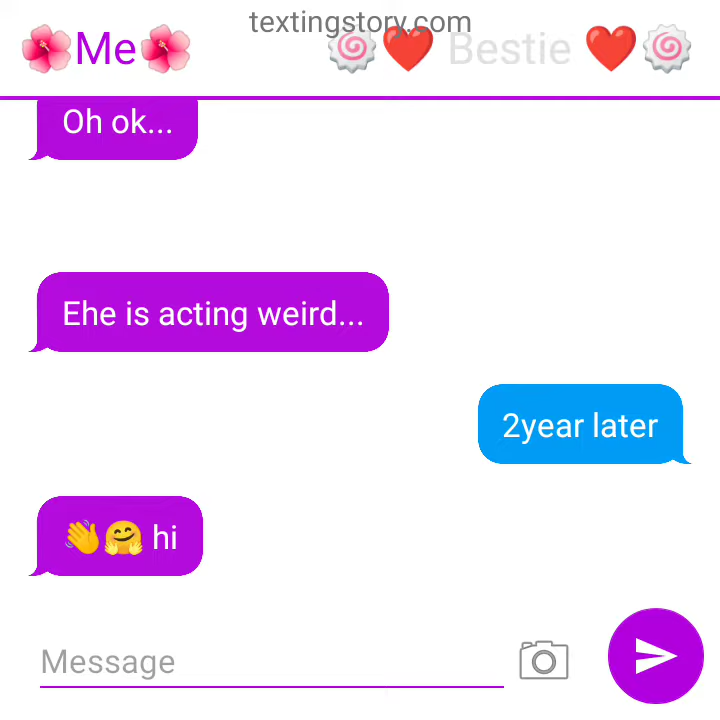 textingstory.com
🌺Me🌺
🍥❤️ Bestie ❤️🍥
Oh ok...
Ehe is acting weird...
2year later
👋🤗 hi
Message